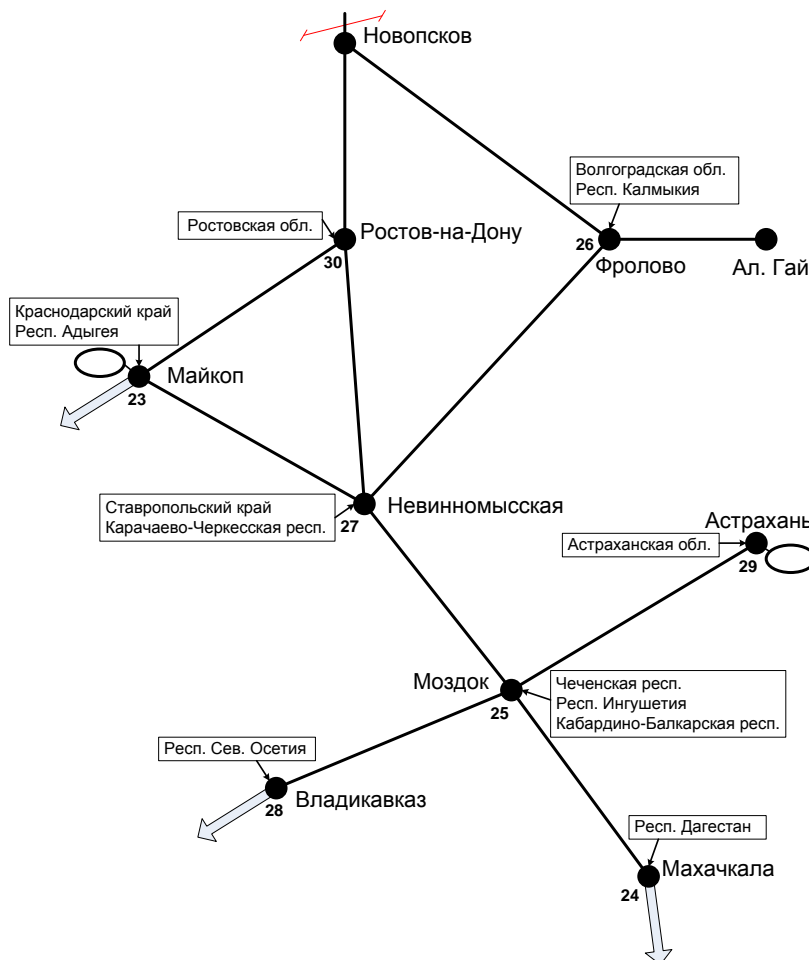 Новопсков
Волгоградская обл.
Респ. Калмыкия
Ростовская обл.
Ростов-на-Дону
30
26
Фролово
Ал. Гай
Краснодарский край
Респ. Адыгея
Майкоп
23
Ставропольский край
Карачаево-Черкесская респ.
Невинномысская
27
Астрахань
Астраханская обл.
29
Моздок
25
Чеченская респ.
Респ. Ингушетия
Кабардино-Балкарская респ.
Респ. Сев. Осетия
Владикавказ
28
Респ. Дагестан
Махачкала
24